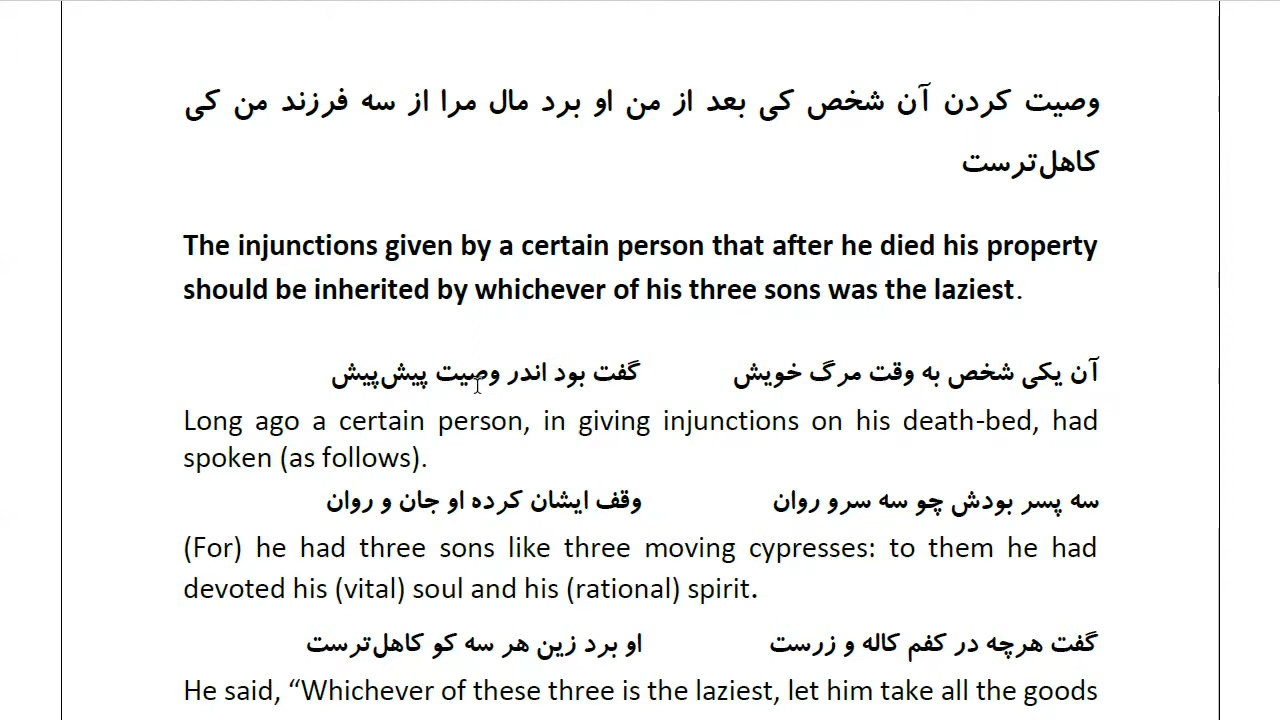 وصیت کردن آن شخص کی بعد از من او برد مال مرا از سه فرزند من کی
کاهل‌ترست
The injunctions given by a certain person that after he died his property
should be inherited by whichever of his three sons was the laziest.
آن یکی شخص به وقت مرگ خویش گفت بود اندر وصیت پیش‌پیش
Long ago a certain person, in giving injunctions on his death-bed, had
spoken (as follows).
سه پسر بودش چو سه سرو روان وقف ایشان کرده او جان و روان
(For) he had three sons like three moving cypresses: to them he had
devoted his (vital) soul and his (rational) spirit.
گفت هرچه در کفم کاله و زرست او برد زین هر سه کو کاهل‌ترست
He said, “Whichever of these three is the laziest, let him take all the goods